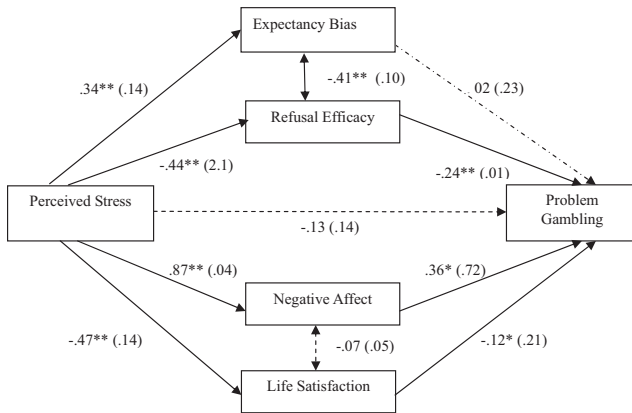 Expectancy Bias
.34** (.14)
-.41** (.10)
02 (.23)
Refusal Efficacy
-.44** (2.1)
-.24** (.01)
Perceived Stress
Problem
Gambling
-.13 (.14)
.87** (.04)
.36* (.72)
Negative Affect
-.47** (.14)
-.07 (.05)
-.12* (.21)
Life Satisfaction